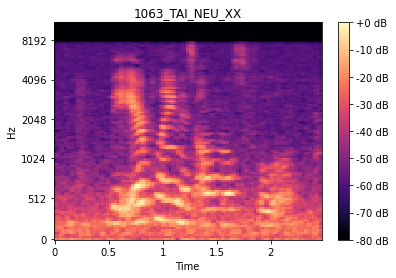 1063_TAI_NEU_XX
+0 dB
8192
-10 dB
4096
-20 dB
-30 dB
2048
Hz
-40 dB
1024
-50 dB
512
-60 dB
-70 dB
0
-80 dB
0 0.5 1 1.5 2
Time